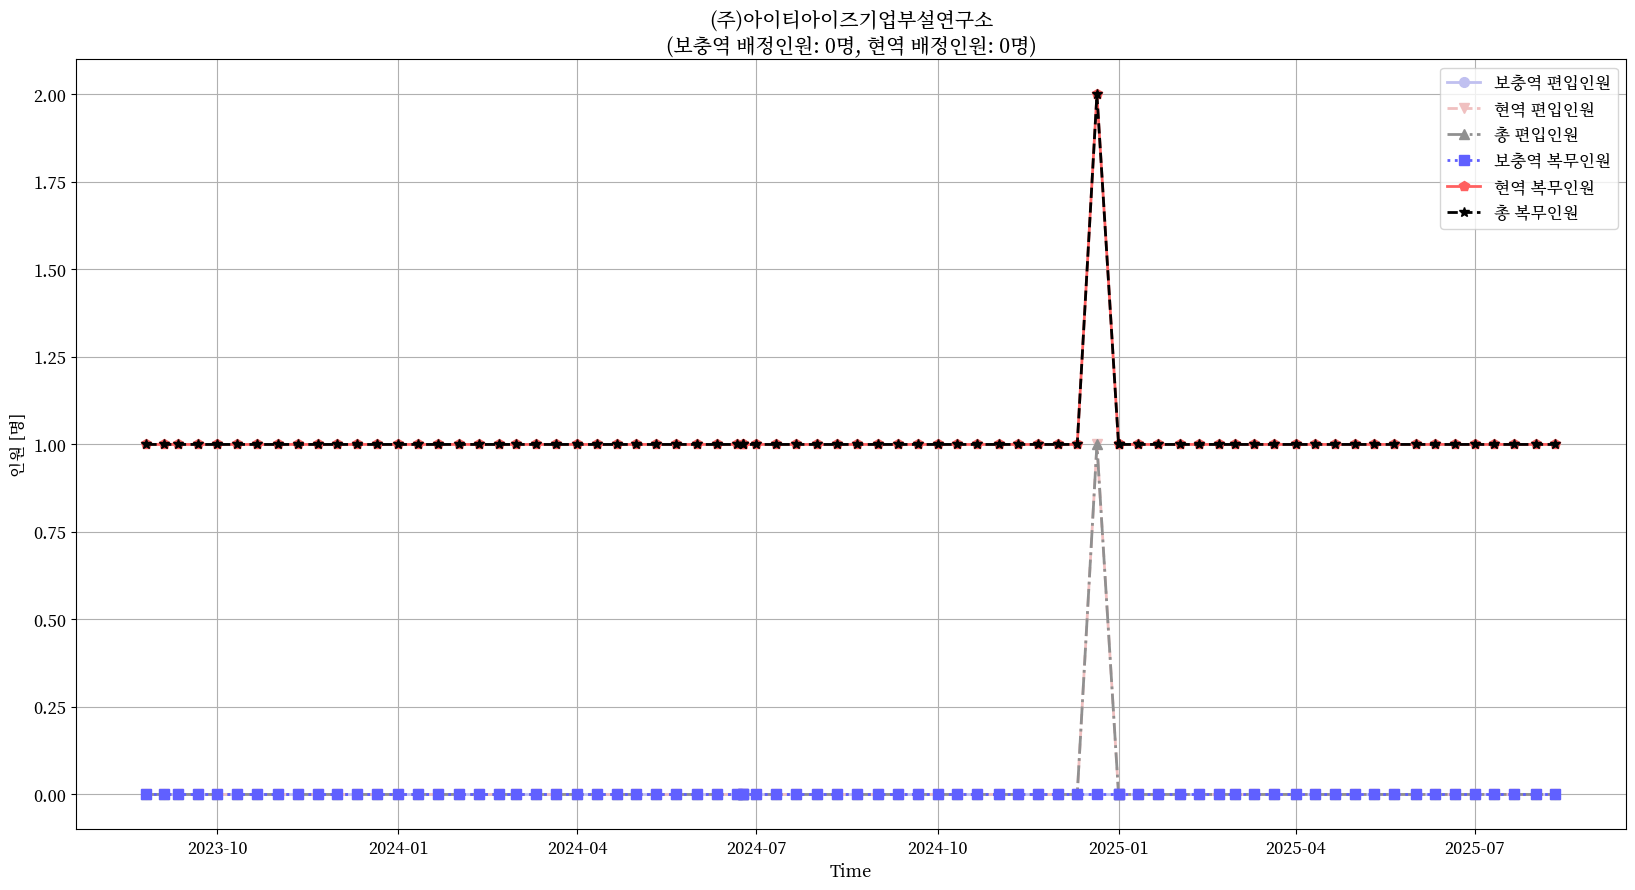 (주)아이티아이즈기업부설연구소
(보충역 배정인원: 0명, 현역 배정인원: 0명)
보충역 편입인원
현역 편입인원
총 편입인원
보충역 복무인원
현역 복무인원
총 복무인원
인원 [명]
2.00
1.75
1.50
1.25
1.00
0.75
0.50
0.25
0.00
2023-10 2024-01 2024-04 2024-07 2024-10 2025-01 2025-04 2025-07
Time